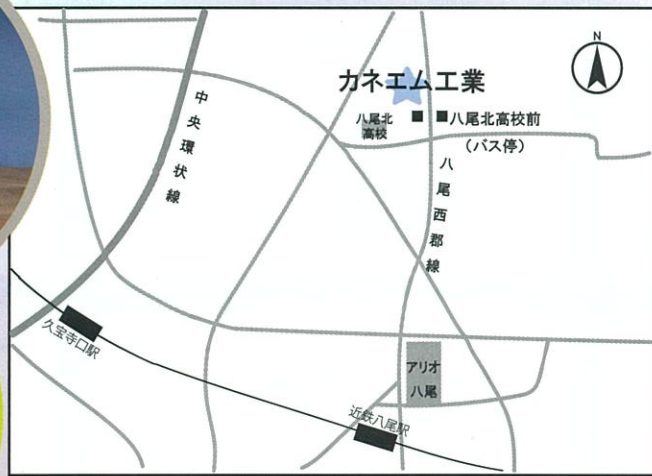 N
カネエム工業
八尾北
高校
八尾北高校前
（バス停）
中央環状線
八尾西郡線
久宝寺口駅
アリオ
八尾
近鉄八尾駅